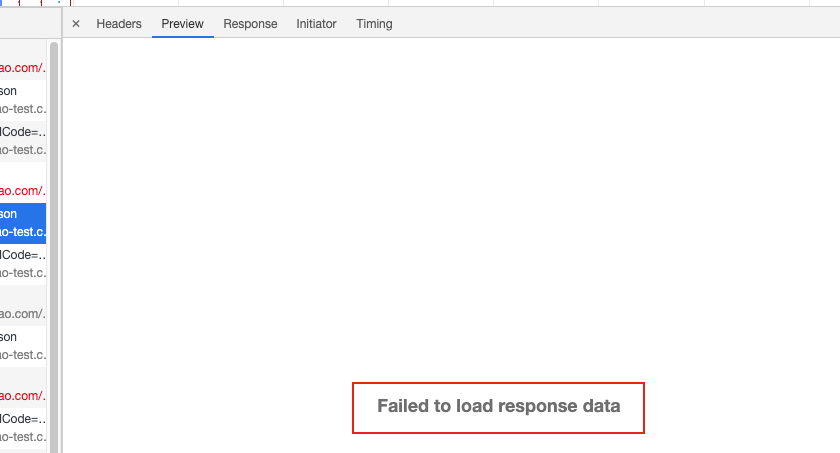 × Headers Preview Response Initiator Timing
ao.com/...
son
ao-test.c...
lCode=...
ao-test.c...
ao.com/...
son
ao-test.c...
lCode=...
ao-test.c...
ao.com/...
son
ao-test.c...
ao.com/...
lCode=...
ao-test.c...
Failed to load response data